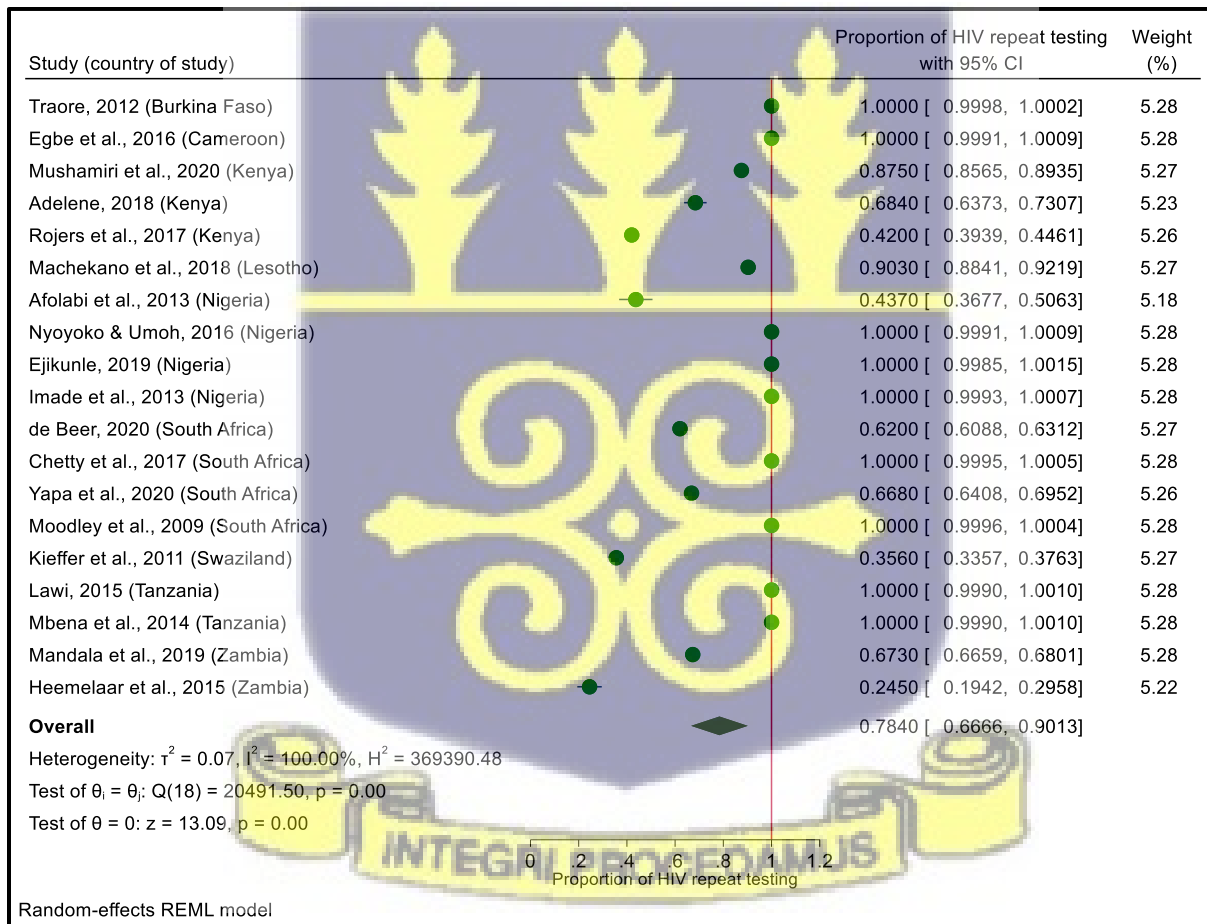 Proportion of HIV repeat testing Weight
Study (country of study) with 95% CI (%)
Traore, 2012 (Burkina Faso) 1.0000 [ 0.9998, 1.0002] 5.28
Egbe et al., 2016 (Cameroon) 1.0000 [ 0.9991, 1.0009] 5.28
Mushamiri et al., 2020 (Kenya) 0.8750 [ 0.8565, 0.8935] 5.27
Adelene, 2018 (Kenya) 0.6840 [ 0.6373, 0.7307] 5.23
Rojers et al., 2017 (Kenya) 0.4200 [ 0.3939, 0.4461] 5.26
Machekano et al., 2018 (Lesotho) 0.9030 [ 0.8841, 0.9219] 5.27
Afolabi et al., 2013 (Nigeria) 0.4370 [ 0.3677, 0.5063] 5.18
Nyoyoko & Umoh, 2016 (Nigeria) 1.0000 [ 0.9991, 1.0009] 5.28
Ejikunle, 2019 (Nigeria) 1.0000 [ 0.9985, 1.0015] 5.28
Imade et al., 2013 (Nigeria) 1.0000 [ 0.9993, 1.0007] 5.28
de Beer, 2020 (South Africa) 0.6200 [ 0.6088, 0.6312] 5.27
Chetty et al., 2017 (South Africa) 1.0000 [ 0.9995, 1.0005] 5.28
Yapa et al., 2020 (South Africa) 0.6680 [ 0.6408, 0.6952] 5.26
Moodley et al., 2009 (South Africa) 1.0000 [ 0.9996, 1.0004] 5.28
Kieffer et al., 2011 (Swaziland) 0.3560 [ 0.3357, 0.3763] 5.27
Lawi, 2015 (Tanzania) 1.0000 [ 0.9990, 1.0010] 5.28
Mbena et al., 2014 (Tanzania) 1.0000 [ 0.9990, 1.0010] 5.28
Mandala et al., 2019 (Zambia) 0.6730 [ 0.6659, 0.6801] 5.28
Heemelaar et al., 2015 (Zambia) 0.2450 [ 0.1942, 0.2958] 5.22
Overall 0.7840 [ 0.6666, 0.9013]
Heterogeneity: τ² = 0.07, I² = 100.00%, H² = 369390.48
Test of θᵢ = θⱼ: Q(18) = 20491.50, p = 0.00
Test of θ = 0: z = 13.09, p = 0.00
INTEGRI PROCEDAMUS
0 .2 .4 .6 .8 1 1.2
Proportion of HIV repeat testing
Random-effects REML model